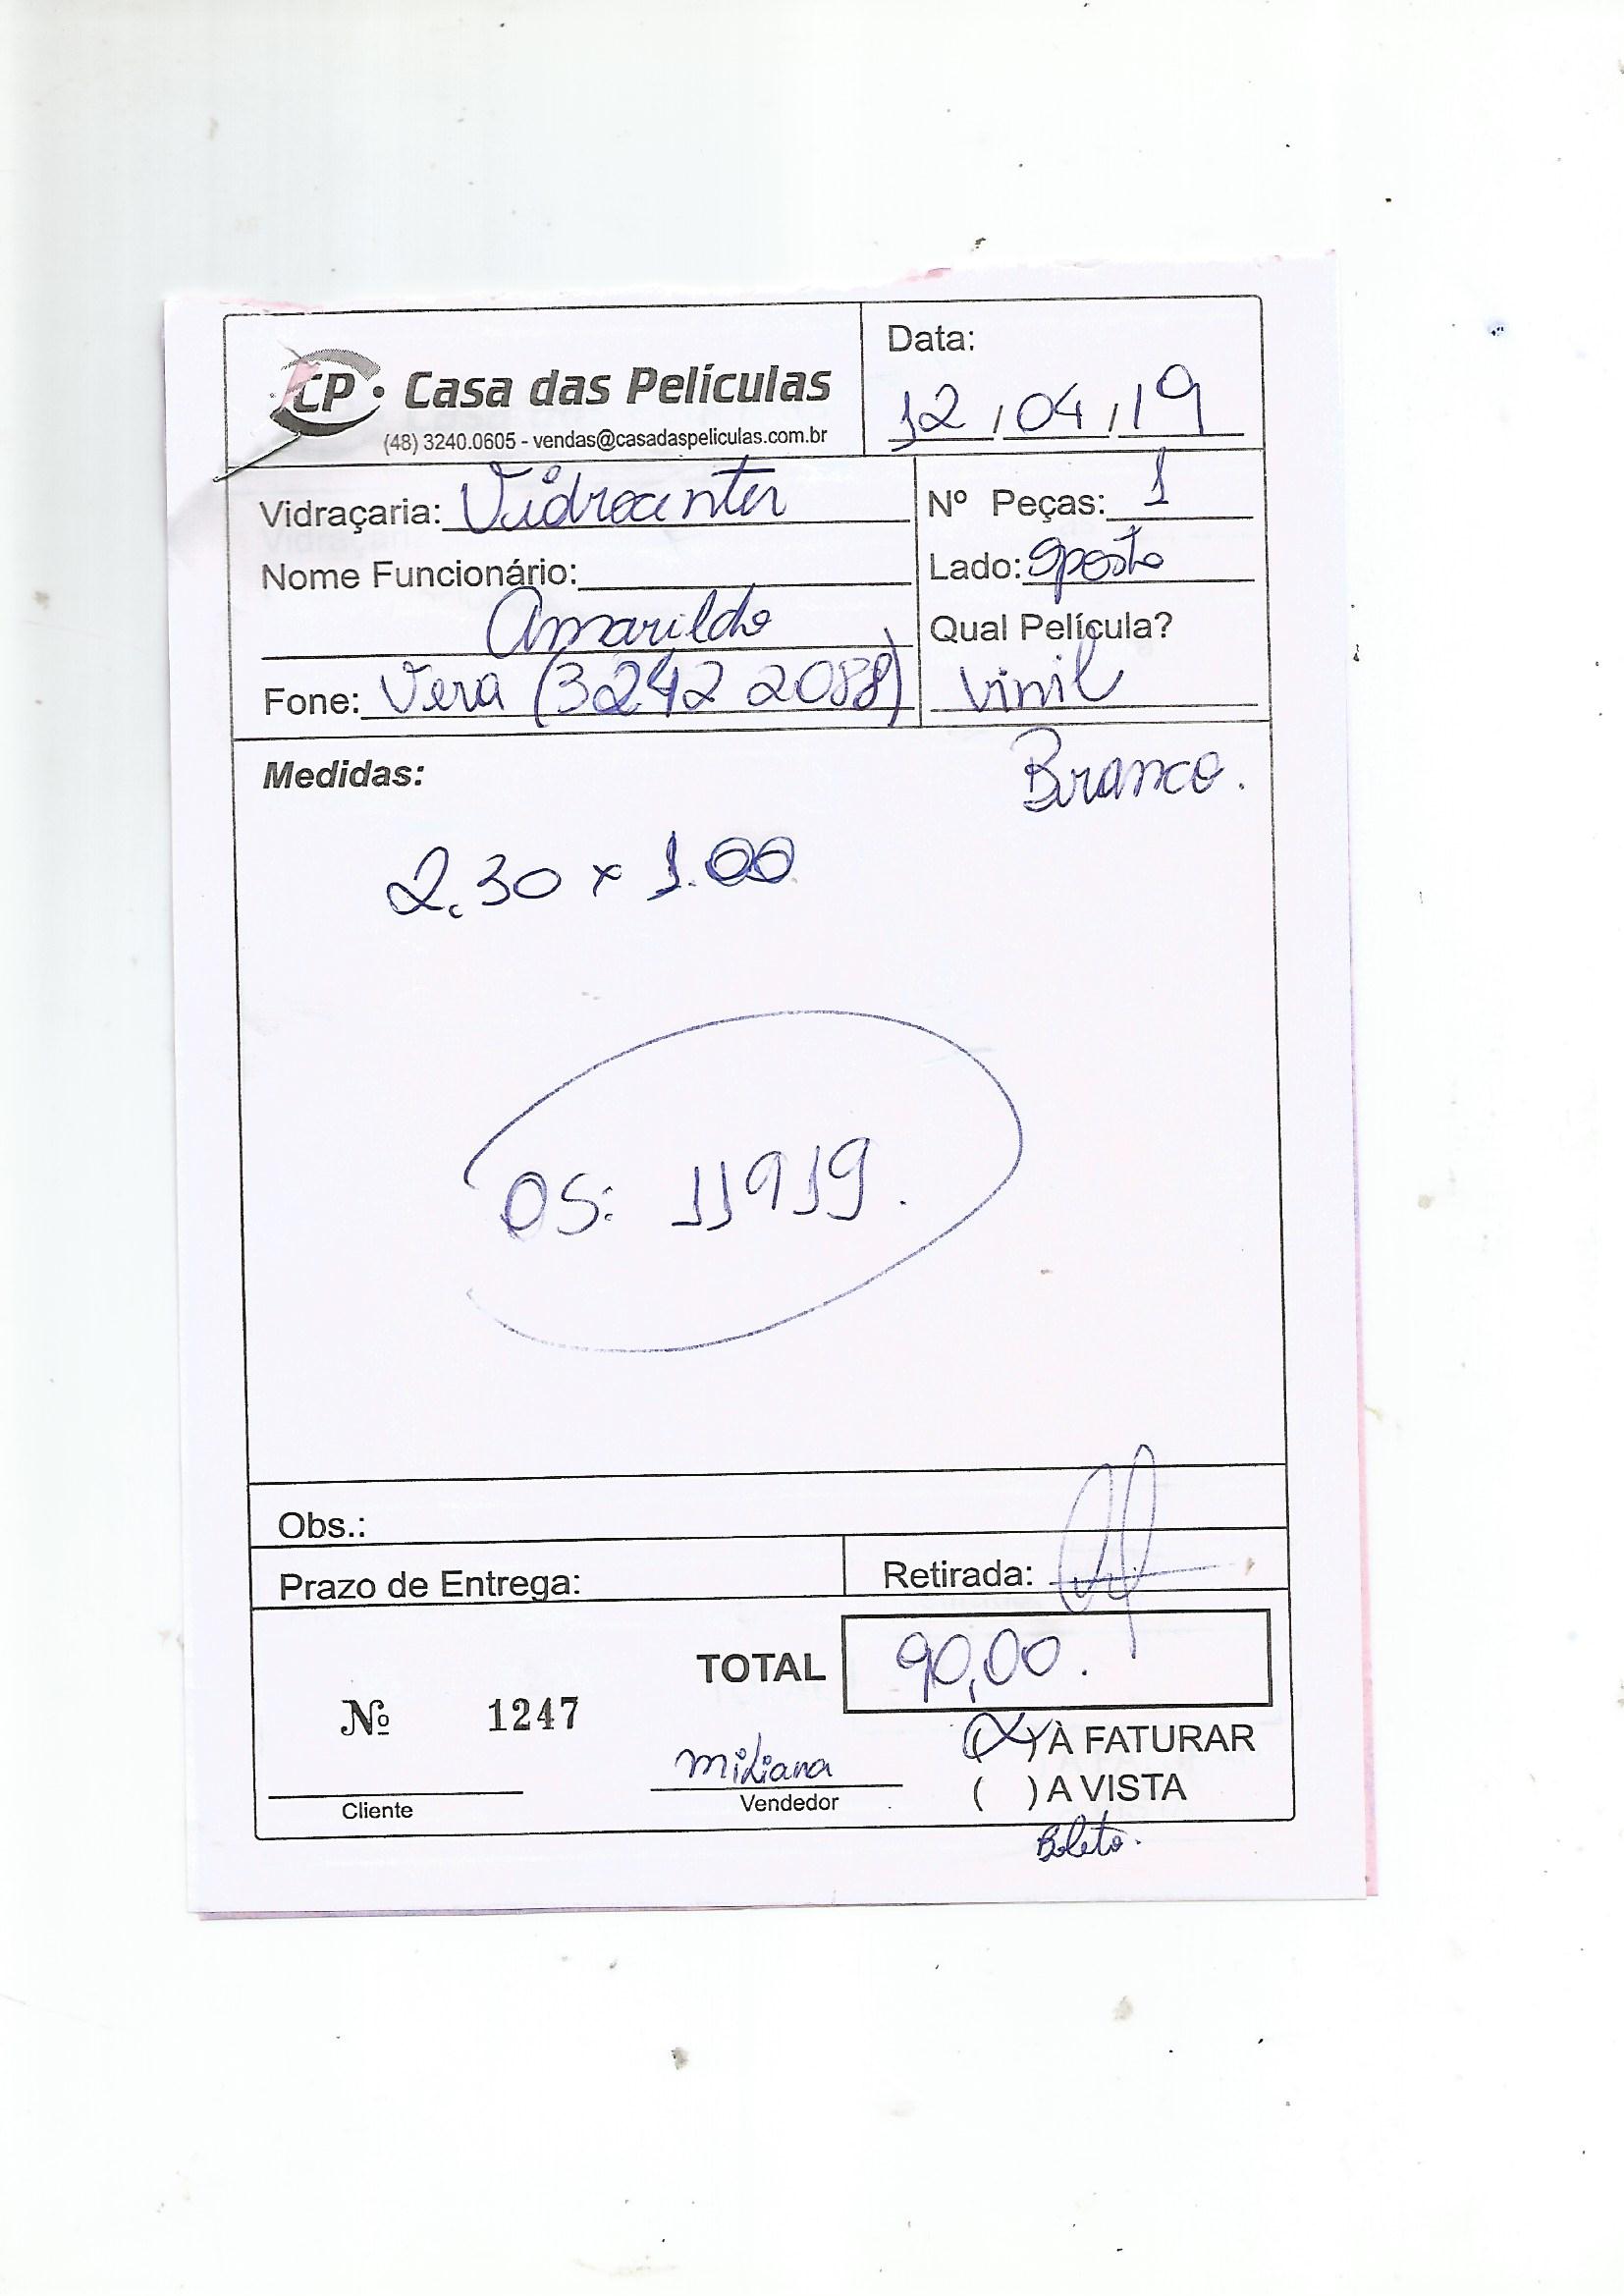 CP Casa das Películas
(48) 3240.0605 - vendas@casadaspeliculas.com.br
Data:
12/04/19
Vidraçaria: Vidrocenter
Nome Funcionário:
Amarildo
Fone: Vera (3242 2088)
Nº Peças: 1
Lado: oposto
Qual Película?
Vinil
Branco.
Medidas:
2.30 x 1.00
OS: 11919.
Obs.:
Prazo de Entrega:
Retirada:
TOTAL 90,00.
Nº 1247
(X) À FATURAR
( ) A VISTA
Boleto.
Cliente
Vendedor